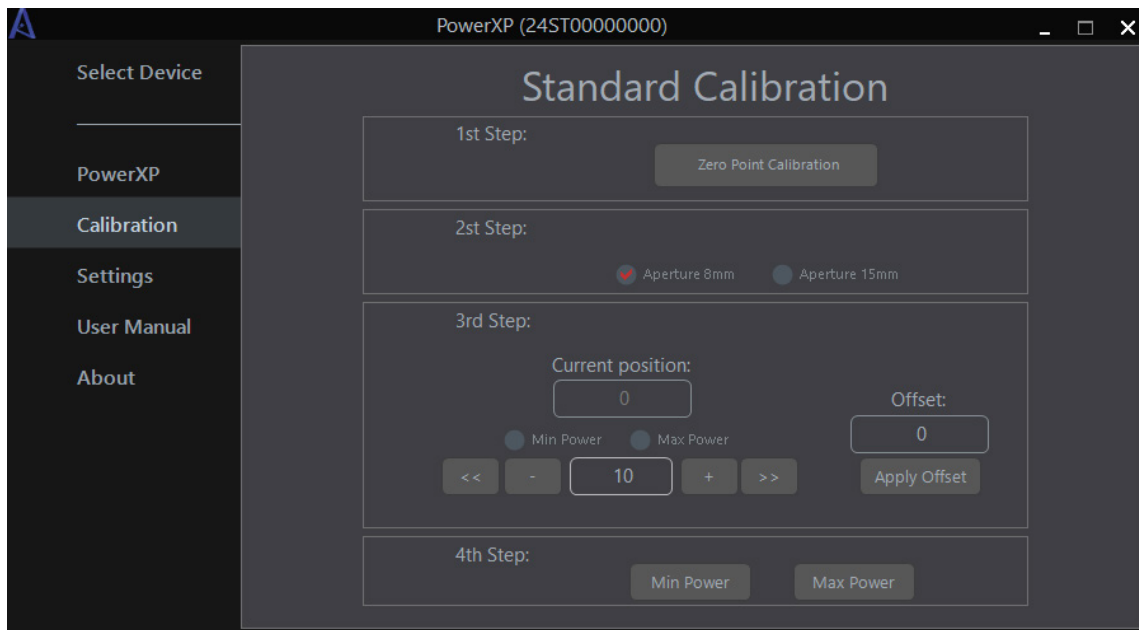 PowerXP (24ST00000000)
Select Device
PowerXP
Calibration
Settings
User Manual
About
Standard Calibration
1st Step:
Zero Point Calibration
2st Step:
Aperture 8mm Aperture 15mm
3rd Step:
Current position:
0
Min Power Max Power
<< - 10 + >>
Offset:
0
Apply Offset
4th Step:
Min Power Max Power